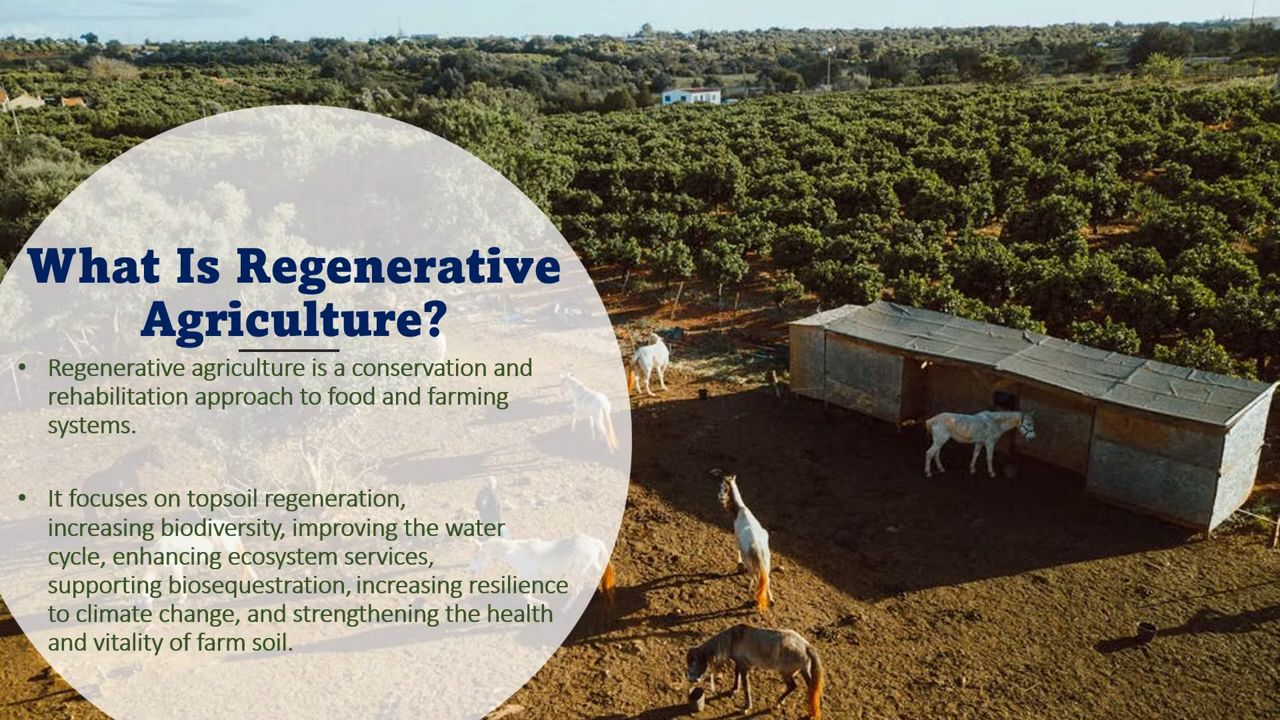 What Is Regenerative
Agriculture?
• Regenerative agriculture is a conservation and
rehabilitation approach to food and farming
systems.
• It focuses on topsoil regeneration,
increasing biodiversity, improving the water
cycle, enhancing ecosystem services,
supporting biosequestration, increasing resilience
to climate change, and strengthening the health
and vitality of farm soil.